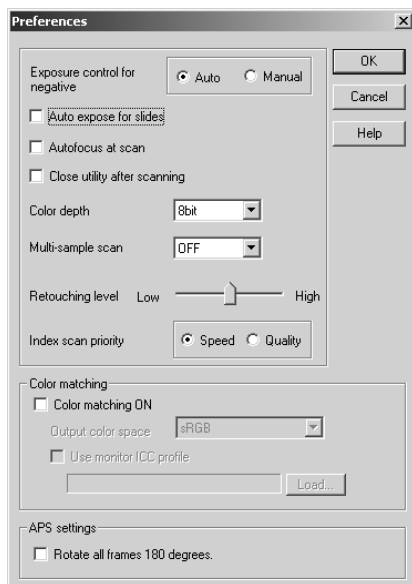 Preferences
Exposure control for
negative
Auto
Manual
OK
Cancel
Help
Auto expose for slides
Autofocus at scan
Close utility after scanning
Color depth
8bit
Multi-sample scan
OFF
Retouching level Low High
Index scan priority
Speed
Quality
Color matching
Color matching ON
Output color space
sRGB
Use monitor ICC profile
Load...
APS settings
Rotate all frames 180 degrees.